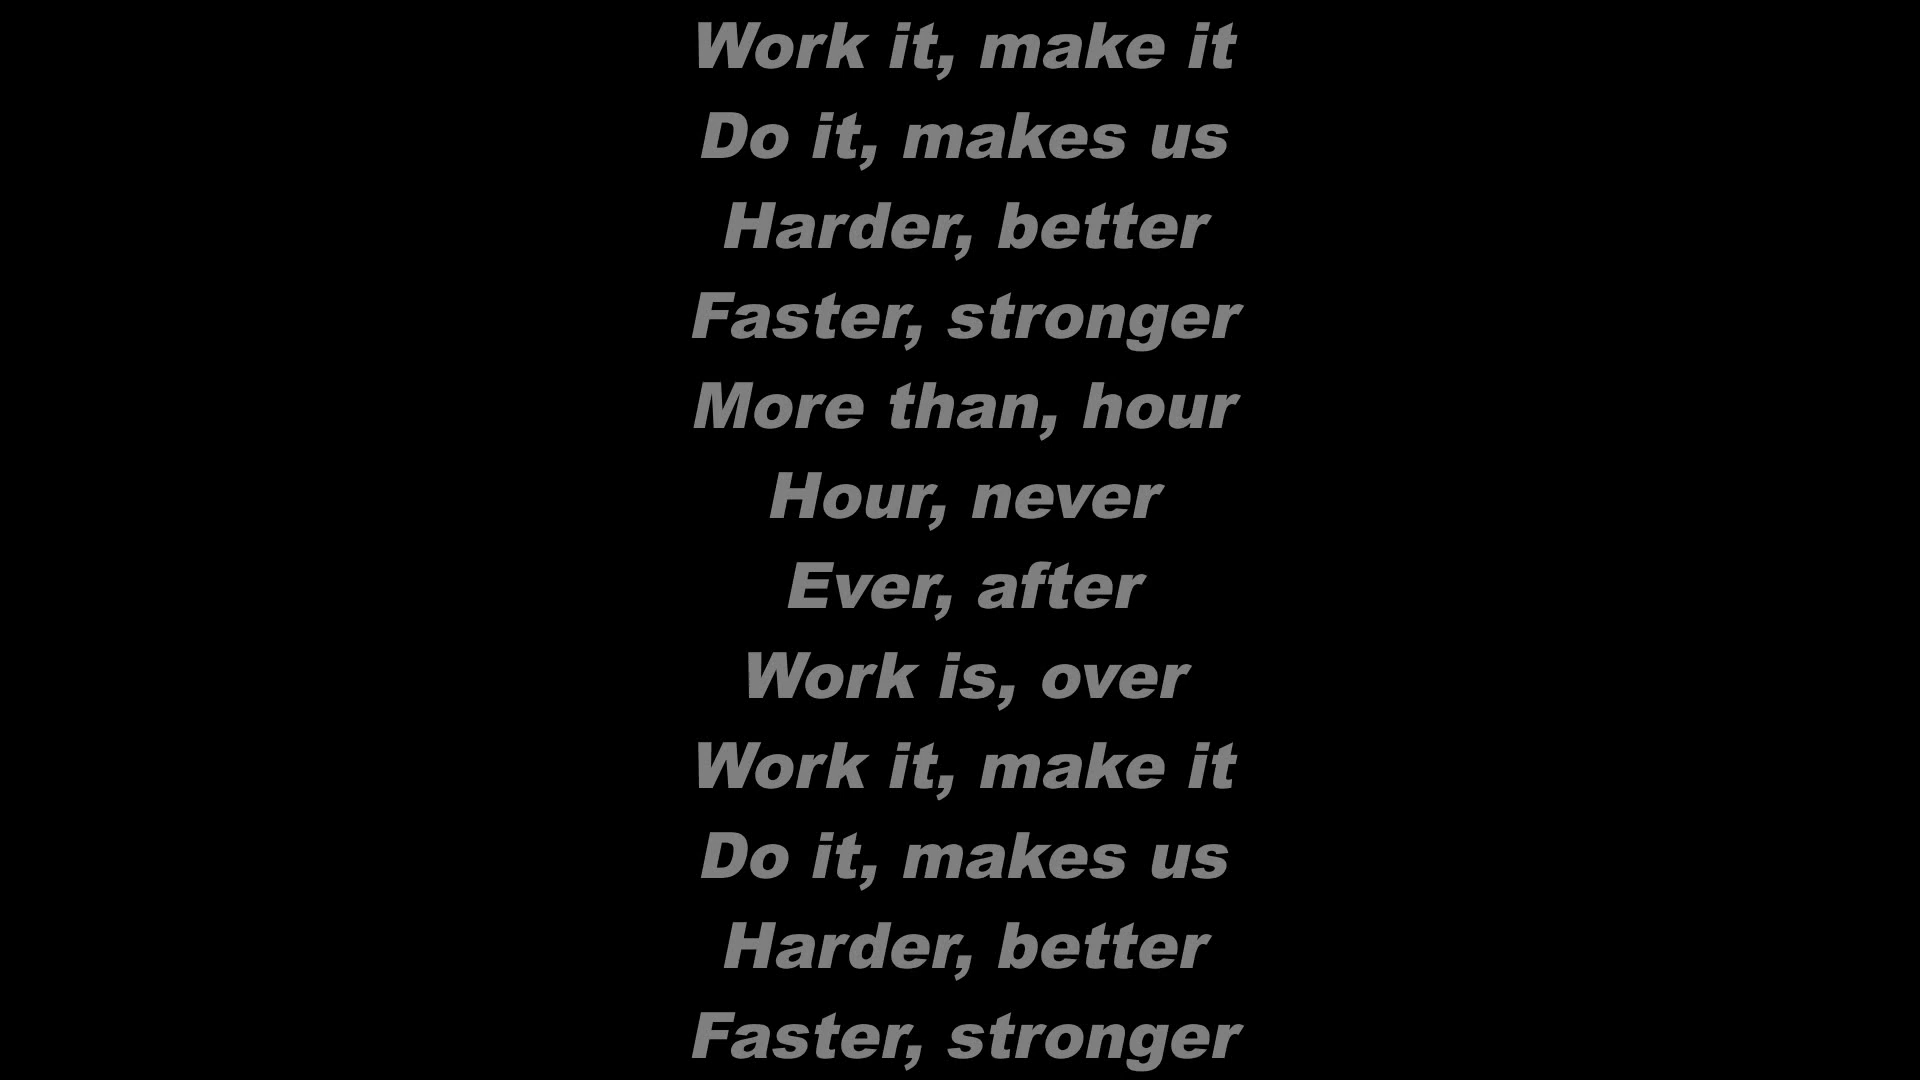 Work it, make it
Do it, makes us
Harder, better
Faster, stronger
More than, hour
Hour, never
Ever, after
Work is, over
Work it, make it
Do it, makes us
Harder, better
Faster, stronger